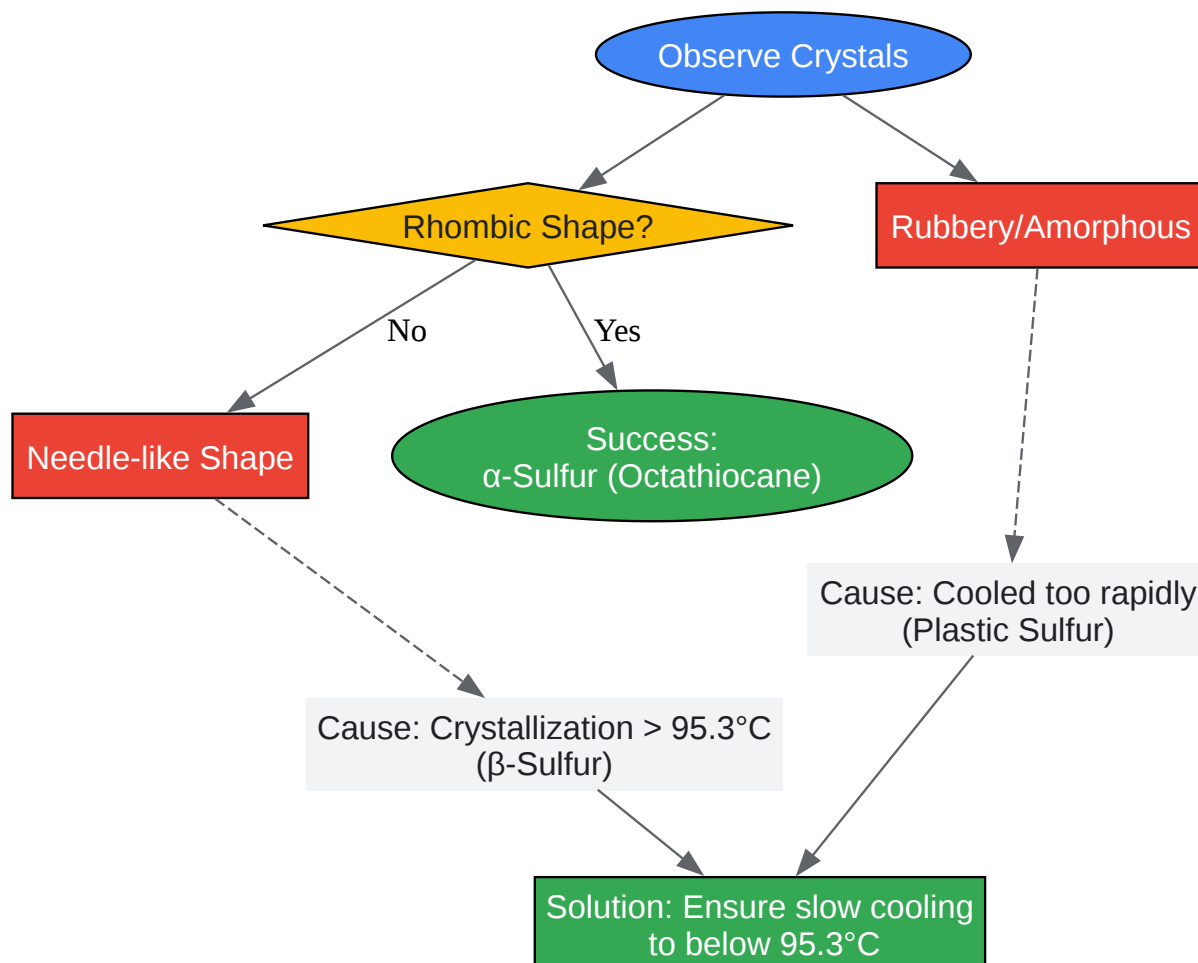 Observe Crystals
Rhombic Shape?
Rubbery/Amorphous
No
Yes
Needle-like Shape
Success:
α-Sulfur (Octathiocane)
Cause: Cooled too rapidly
(Plastic Sulfur)
Cause: Crystallization > 95.3°C
(β-Sulfur)
Solution: Ensure slow cooling
to below 95.3°C